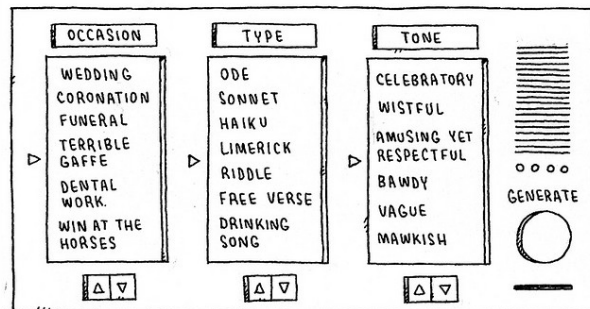 OCCASION
WEDDING
CORONATION
FUNERAL
TERRIBLE
GAFFE
DENTAL
WORK.
WIN AT THE
HORSES
TYPE
ODE
SONNET
HAIKU
LIMERICK
RIDDLE
FREE VERSE
DRINKING
SONG
TONE
CELEBRATORY
WISTFUL
AMUSING YET
RESPECTFUL
BAWDY
VAGUE
MAWKISH
GENERATE